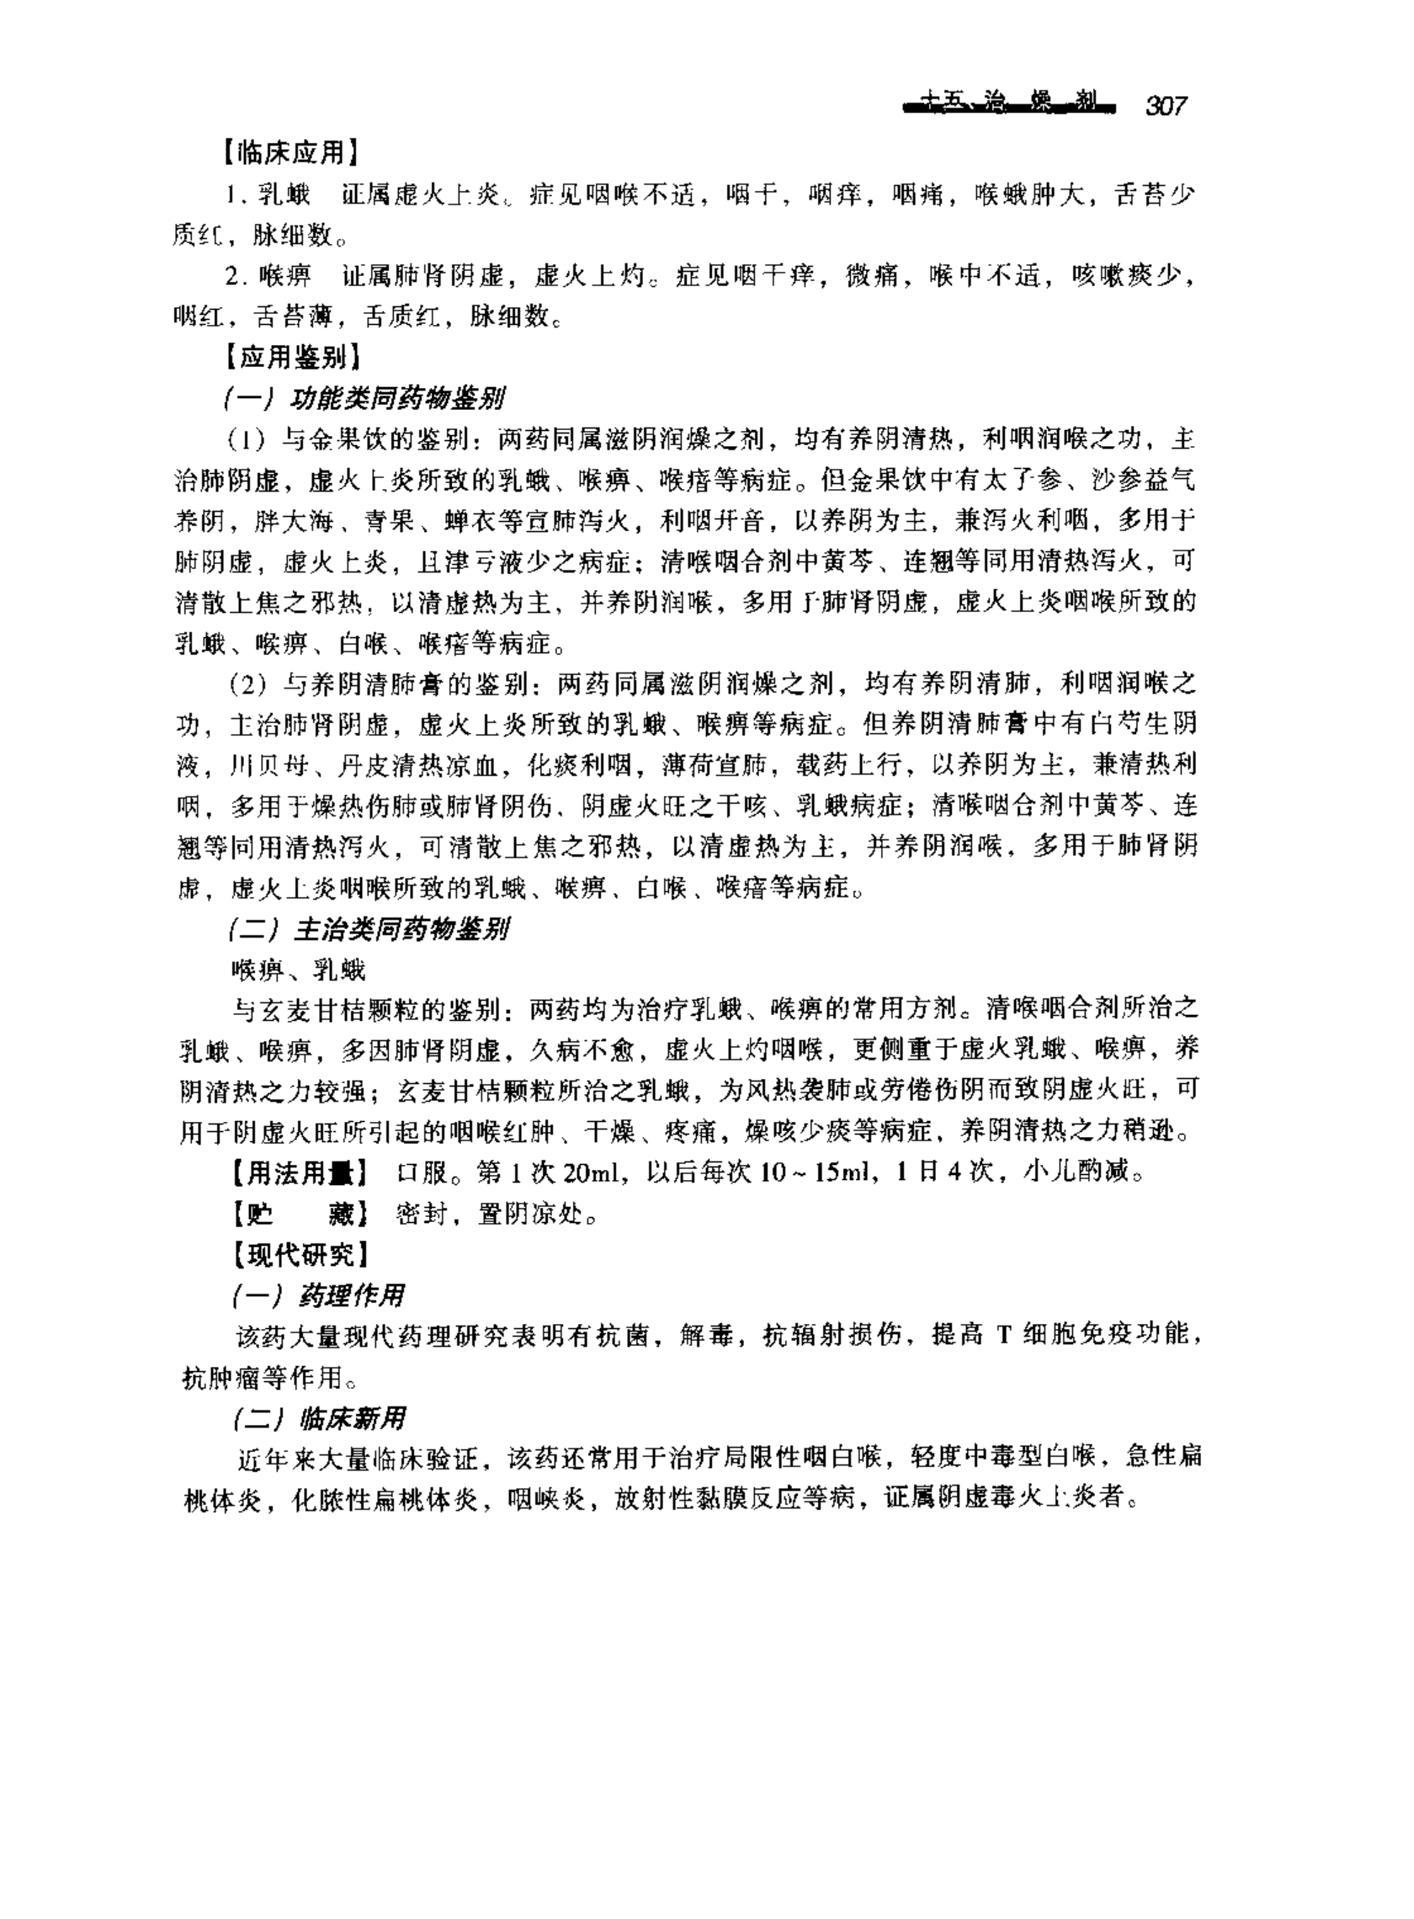 十五、治 燥 剂 307
【临床应用】
1. 乳蛾 证属虚火上炎。症见咽喉不适，咽干，咽痒，咽痛，喉蛾肿大，舌苔少
质红，脉细数。
2. 喉痹 证属肺肾阴虚，虚火上灼。症见咽干痒，微痛，喉中不适，咳嗽痰少，
咽红，舌苔薄，舌质红，脉细数。
【应用鉴别】
(一) 功能类同药物鉴别
(1) 与金果饮的鉴别：两药同属滋阴润燥之剂，均有养阴清热，利咽润喉之功，主
治肺阴虚，虚火上炎所致的乳蛾、喉痹、喉瘖等病症。但金果饮中有太子参、沙参益气
养阴，胖大海、青果、蝉衣等宣肺泻火，利咽开音，以养阴为主，兼泻火利咽，多用于
肺阴虚，虚火上炎，且津亏液少之病症；清喉咽合剂中黄芩、连翘等同用清热泻火，可
清散上焦之邪热，以清虚热为主，并养阴润喉，多用于肺肾阴虚，虚火上炎咽喉所致的
乳蛾、喉痹、白喉、喉瘖等病症。
(2) 与养阴清肺膏的鉴别：两药同属滋阴润燥之剂，均有养阴清肺，利咽润喉之
功，主治肺肾阴虚，虚火上炎所致的乳蛾、喉痹等病症。但养阴清肺膏中有白芍生阴
液，川贝母、丹皮清热凉血，化痰利咽，薄荷宣肺，载药上行，以养阴为主，兼清热利
咽，多用于燥热伤肺或肺肾阴伤、阴虚火旺之干咳、乳蛾病症；清喉咽合剂中黄芩、连
翘等同用清热泻火，可清散上焦之邪热，以清虚热为主，并养阴润喉，多用于肺肾阴
虚，虚火上炎咽喉所致的乳蛾、喉痹、白喉、喉瘖等病症。
(二) 主治类同药物鉴别
喉痹、乳蛾
与玄麦甘桔颗粒的鉴别：两药均为治疗乳蛾、喉痹的常用方剂。清喉咽合剂所治之
乳蛾、喉痹，多因肺肾阴虚，久病不愈，虚火上灼咽喉，更侧重于虚火乳蛾、喉痹，养
阴清热之力较强；玄麦甘桔颗粒所治之乳蛾，为风热袭肺或劳倦伤阴而致阴虚火旺，可
用于阴虚火旺所引起的咽喉红肿、干燥、疼痛，燥咳少痰等病症，养阴清热之力稍逊。
【用法用量】 口服。第 1 次 20ml，以后每次 10～15ml，1 日 4 次，小儿酌减。
【贮 藏】 密封，置阴凉处。
【现代研究】
(一) 药理作用
该药大量现代药理研究表明有抗菌，解毒，抗辐射损伤，提高 T 细胞免疫功能，
抗肿瘤等作用。
(二) 临床新用
近年来大量临床验证，该药还常用于治疗局限性咽白喉，轻度中毒型白喉，急性扁
桃体炎，化脓性扁桃体炎，咽峡炎，放射性黏膜反应等病，证属阴虚毒火上炎者。